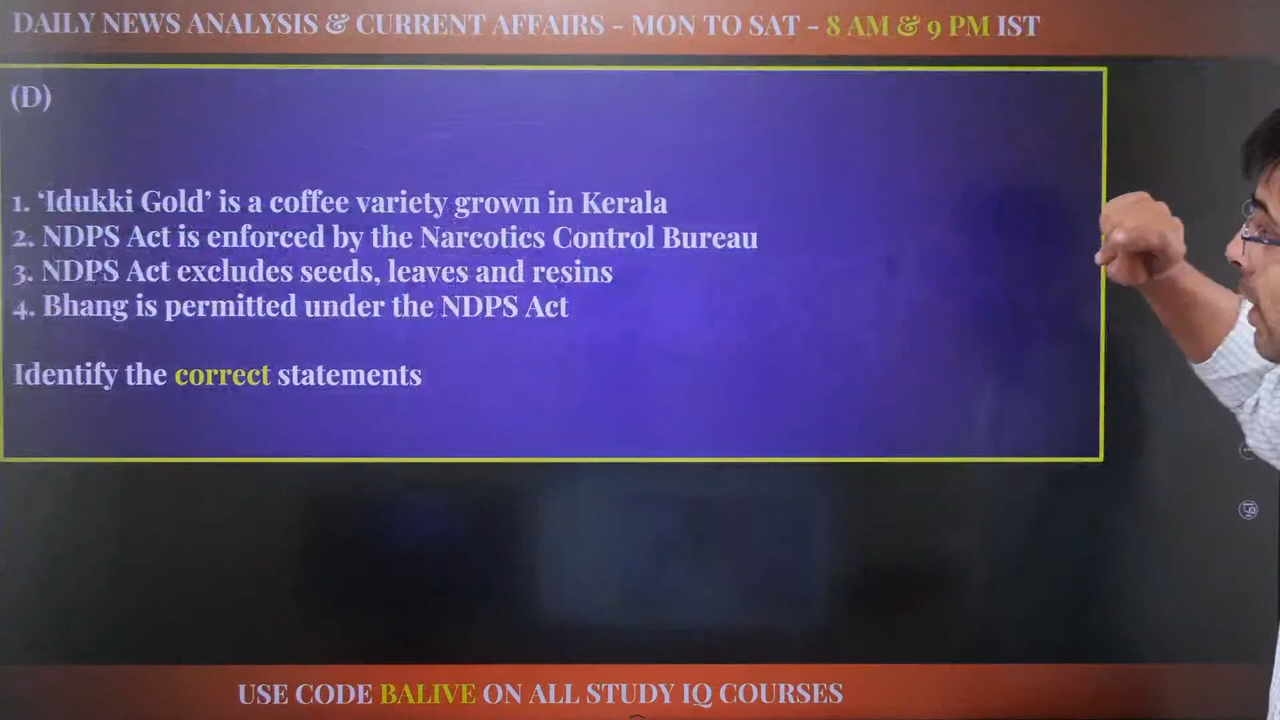 DAILY NEWS ANALYSIS & CURRENT AFFAIRS - MON TO SAT - 8 AM & 9 PM IST
(D)
1. ‘Idukki Gold’ is a coffee variety grown in Kerala
2. NDPS Act is enforced by the Narcotics Control Bureau
3. NDPS Act excludes seeds, leaves and resins
4. Bhang is permitted under the NDPS Act
Identify the correct statements
USE CODE BALIVE ON ALL STUDY IQ COURSES